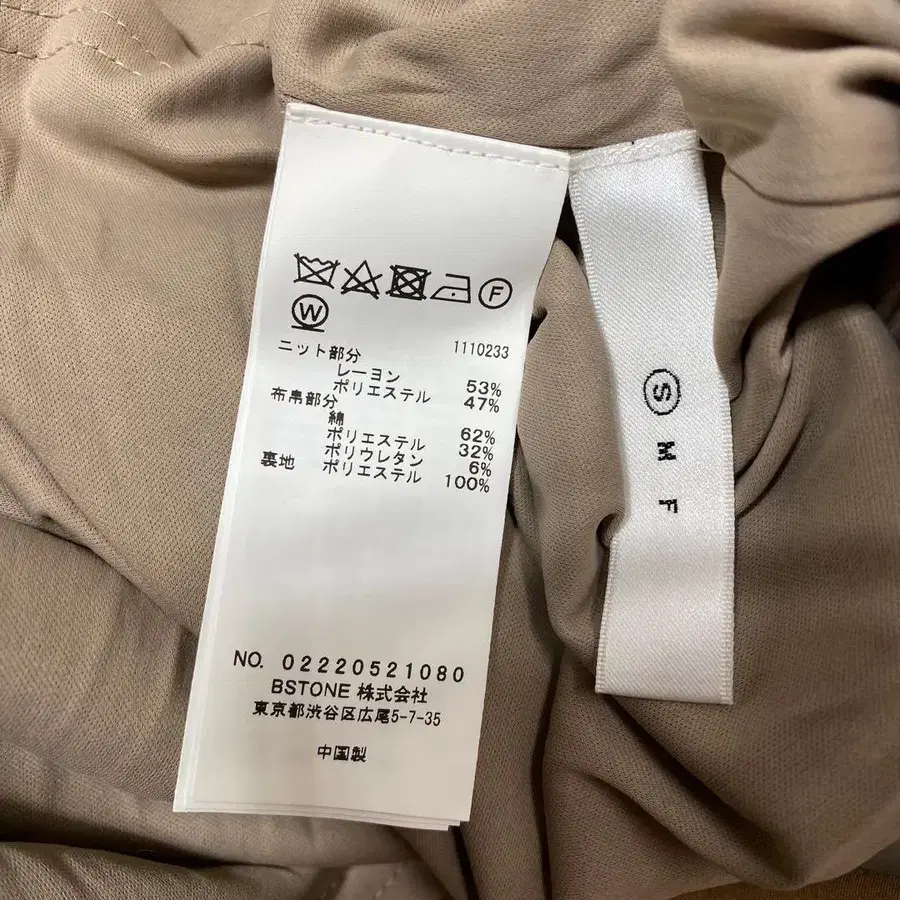 F
W
ニット部分 1110233
レーヨン 53%
ポリエステル 47%
布帛部分
綿 62%
ポリエステル 32%
ポリウレタン 6%
裏地 ポリエステル 100%
NO. 02220521080
BSTONE 株式会社
東京都渋谷区広尾5-7-35
中国製
S M F